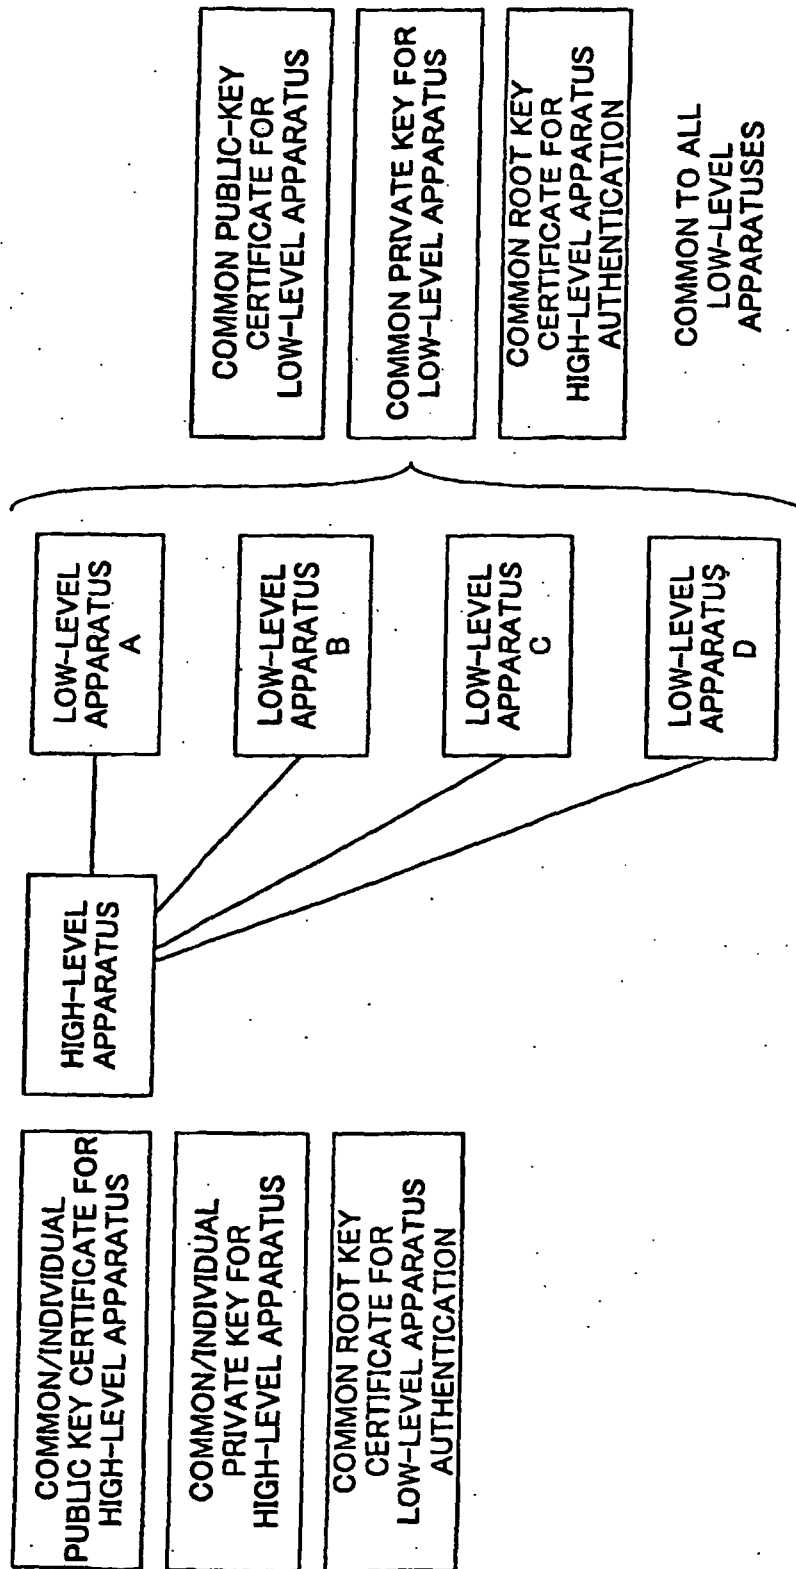 COMMON/INDIVIDUAL
PUBLIC KEY CERTIFICATE FOR
HIGH-LEVEL APPARATUS
COMMON/INDIVIDUAL
PRIVATE KEY FOR
HIGH-LEVEL APPARATUS
COMMON ROOT KEY
CERTIFICATE FOR
LOW-LEVEL APPARATUS
AUTHENTICATION
HIGH-LEVEL
APPARATUS
LOW-LEVEL
APPARATUS
A
LOW-LEVEL
APPARATUS
B
LOW-LEVEL
APPARATUS
C
LOW-LEVEL
APPARATUS
D
COMMON PUBLIC-KEY
CERTIFICATE FOR
LOW-LEVEL APPARATUS
COMMON PRIVATE KEY FOR
LOW-LEVEL APPARATUS
COMMON ROOT KEY
CERTIFICATE FOR
HIGH-LEVEL APPARATUS
AUTHENTICATION
COMMON TO ALL
LOW-LEVEL
APPARATUSES